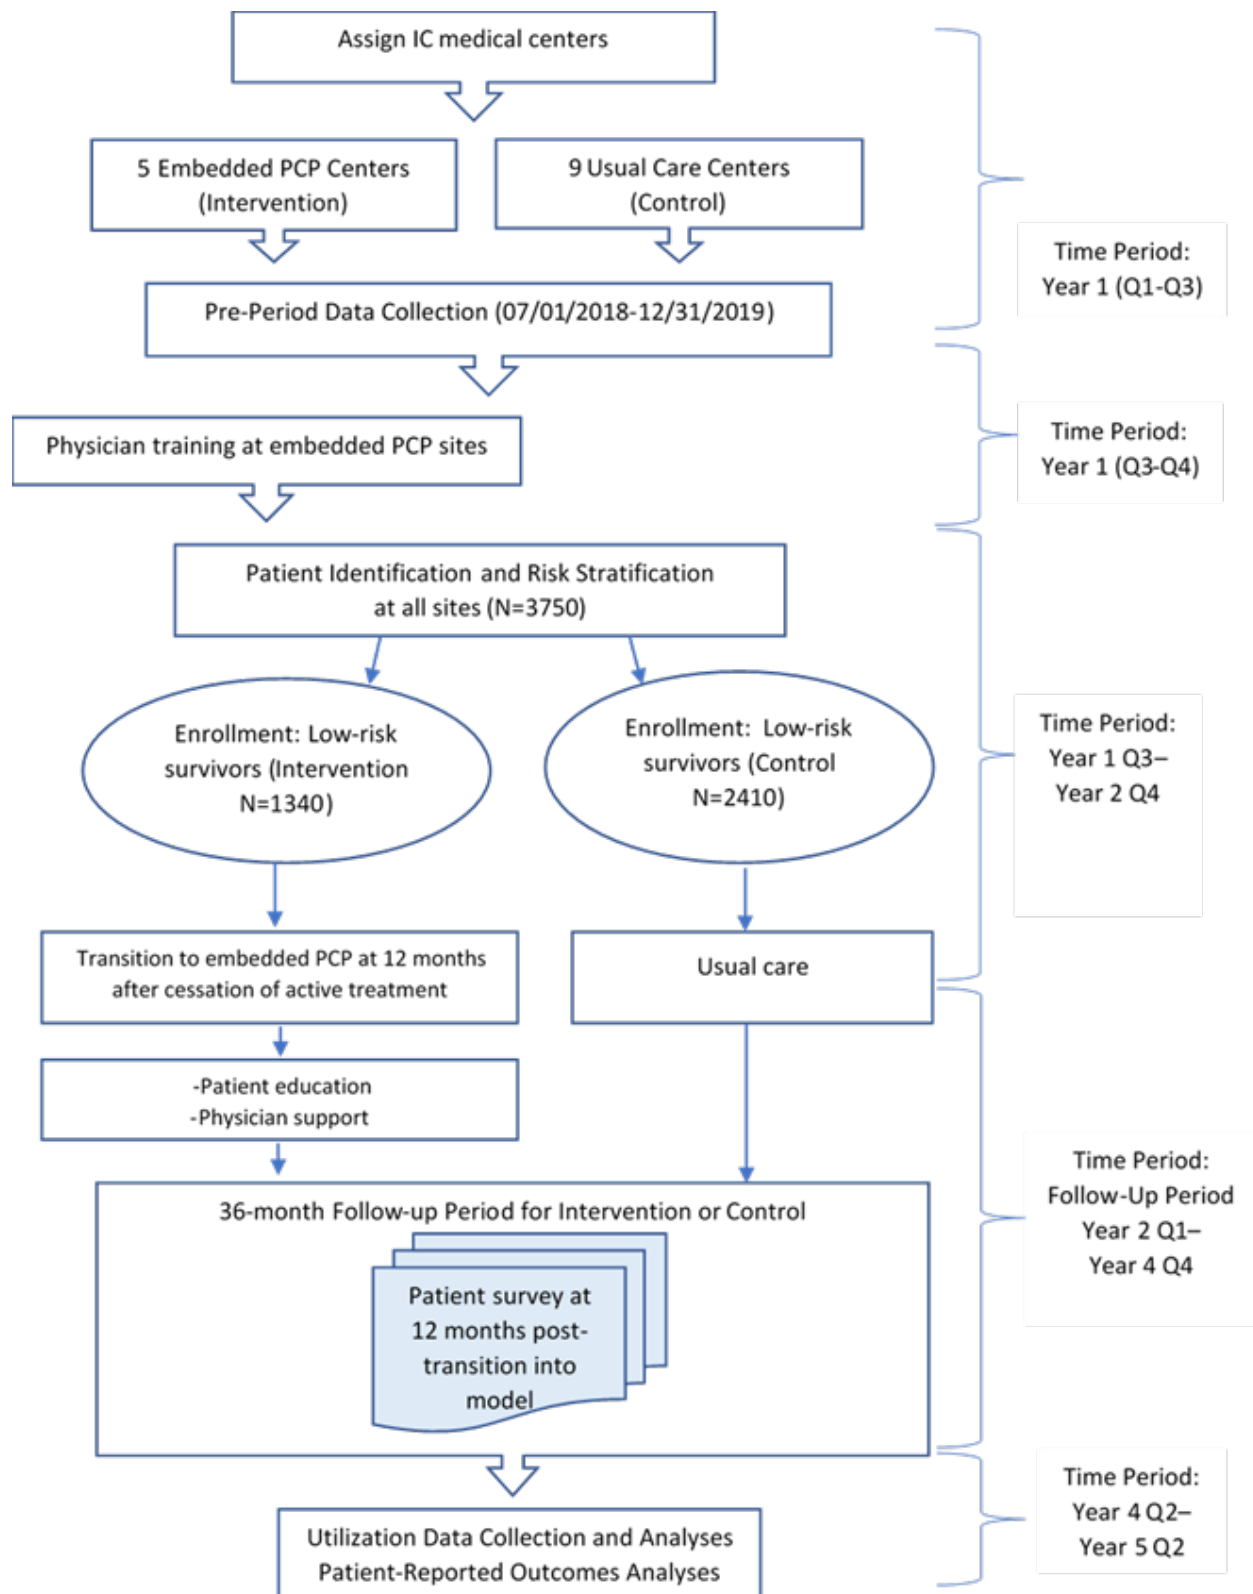 Assign IC medical centers
5 Embedded PCP Centers
(Intervention)
9 Usual Care Centers
(Control)
Time Period:
Year 1 (Q1-Q3)
Pre-Period Data Collection (07/01/2018-12/31/2019)
Physician training at embedded PCP sites
Time Period:
Year 1 (Q3-Q4)
Patient Identification and Risk Stratification
at all sites (N=3750)
Enrollment: Low-risk
survivors (Intervention
N=1340)
Enrollment: Low-risk
survivors (Control
N=2410)
Time Period:
Year 1 Q3–
Year 2 Q4
Transition to embedded PCP at 12 months
after cessation of active treatment
Usual care
-Patient education
-Physician support
36-month Follow-up Period for Intervention or Control
Patient survey at
12 months post-
transition into
model
Time Period:
Follow-Up Period
Year 2 Q1–
Year 4 Q4
Utilization Data Collection and Analyses
Patient-Reported Outcomes Analyses
Time Period:
Year 4 Q2–
Year 5 Q2